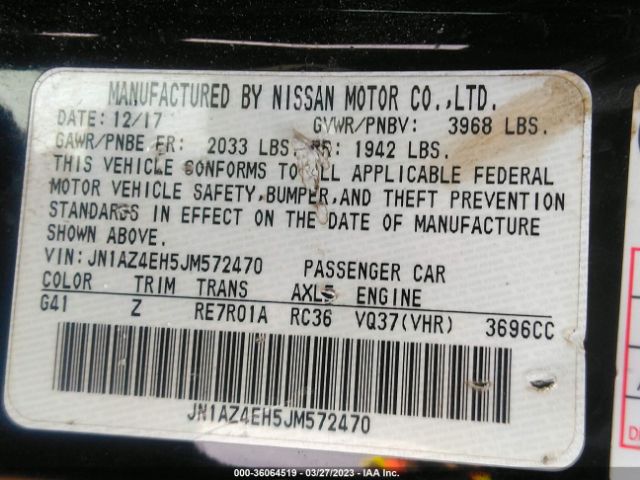 MANUFACTURED BY NISSAN MOTOR CO.,LTD.
DATE: 12/17 GVWR/PNBV: 3968 LBS.
GAWR/PNBE FR: 2033 LBS. RR: 1942 LBS.
THIS VEHICLE CONFORMS TO ALL APPLICABLE FEDERAL
MOTOR VEHICLE SAFETY,BUMPER,AND THEFT PREVENTION
STANDARDS IN EFFECT ON THE DATE OF MANUFACTURE
SHOWN ABOVE.
VIN:JN1AZ4EH5JM572470 PASSENGER CAR
COLOR TRIM TRANS AXLE ENGINE
G41 Z RE7R01A RC36 VQ37(VHR) 3696CC
JN1AZ4EH5JM572470
000-36064519 - 03/27/2023 - IAA Inc.